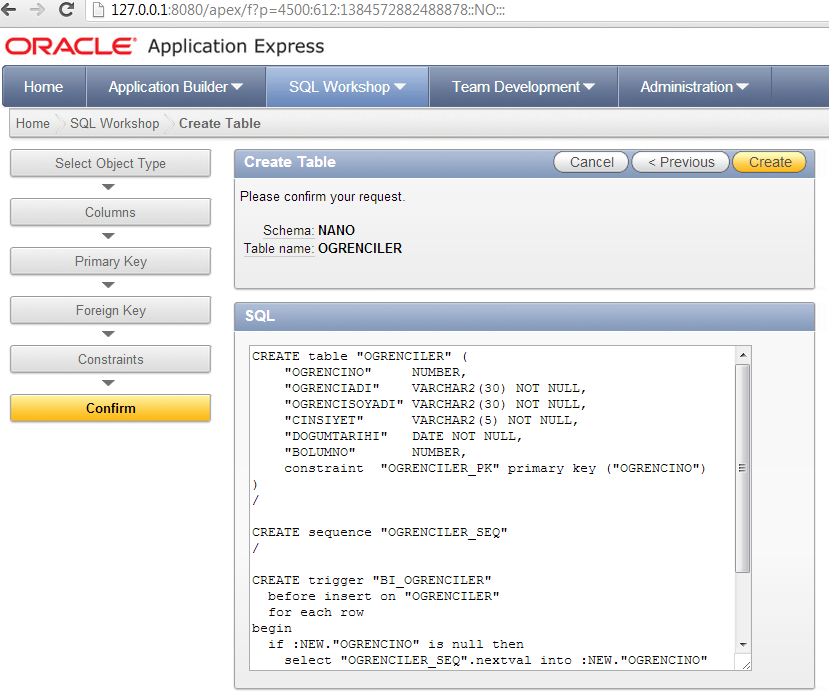 127.0.0.1:8080/apex/f?p=4500:612:1384572882488878::NO:::
ORACLE® Application Express
Home Application Builder SQL Workshop Team Development Administration
Home SQL Workshop Create Table
Select Object Type
Columns
Primary Key
Foreign Key
Constraints
Confirm
Create Table Cancel < Previous Create
Please confirm your request.
Schema: NANO
Table name: OGRENCILER
SQL
CREATE table "OGRENCILER" (
    "OGRENCINO"     NUMBER,
    "OGRENCIADI"    VARCHAR2(30) NOT NULL,
    "OGRENCISOYADI" VARCHAR2(30) NOT NULL,
    "CINSIYET"      VARCHAR2(5) NOT NULL,
    "DOGUMTARIHI"   DATE NOT NULL,
    "BOLUMNO"       NUMBER,
    constraint  "OGRENCILER_PK" primary key ("OGRENCINO")
)
/
CREATE sequence "OGRENCILER_SEQ"
/
CREATE trigger "BI_OGRENCILER"
  before insert on "OGRENCILER"
  for each row
begin
  if :NEW."OGRENCINO" is null then
    select "OGRENCILER_SEQ".nextval into :NEW."OGRENCINO"